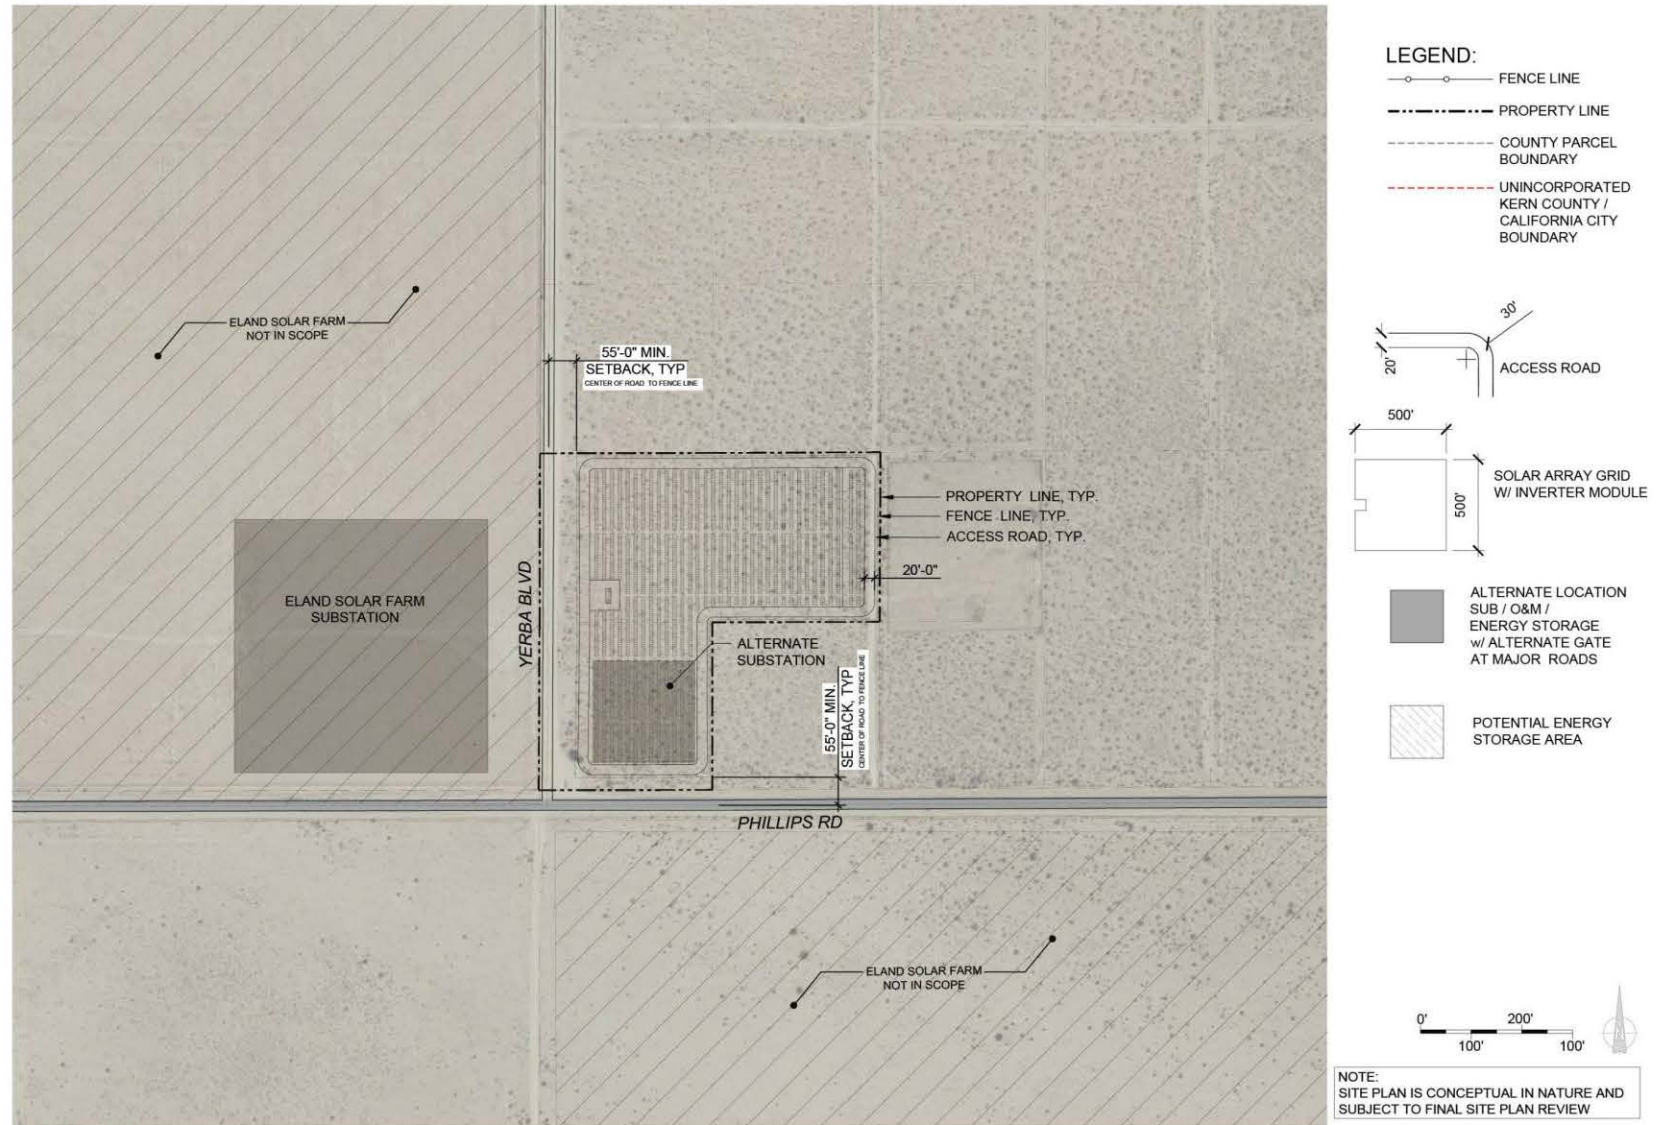 ELAND SOLAR FARM
NOT IN SCOPE
55'-0" MIN.
SETBACK, TYP
CENTER OF ROAD TO FENCE LINE
PROPERTY LINE, TYP.
FENCE LINE, TYP.
ACCESS ROAD, TYP.
20'-0"
YERBA BLVD
ELAND SOLAR FARM
SUBSTATION
ALTERNATE
SUBSTATION
55'-0" MIN.
SETBACK, TYP
CENTER OF ROAD TO FENCE LINE
PHILLIPS RD
ELAND SOLAR FARM
NOT IN SCOPE
LEGEND:
FENCE LINE
PROPERTY LINE
COUNTY PARCEL
BOUNDARY
UNINCORPORATED
KERN COUNTY /
CALIFORNIA CITY
BOUNDARY
30'
20'
ACCESS ROAD
500'
500'
SOLAR ARRAY GRID
W/ INVERTER MODULE
ALTERNATE LOCATION
SUB / O&M /
ENERGY STORAGE
w/ ALTERNATE GATE
AT MAJOR ROADS
POTENTIAL ENERGY
STORAGE AREA
0' 200'
100' 100'
NOTE:
SITE PLAN IS CONCEPTUAL IN NATURE AND
SUBJECT TO FINAL SITE PLAN REVIEW